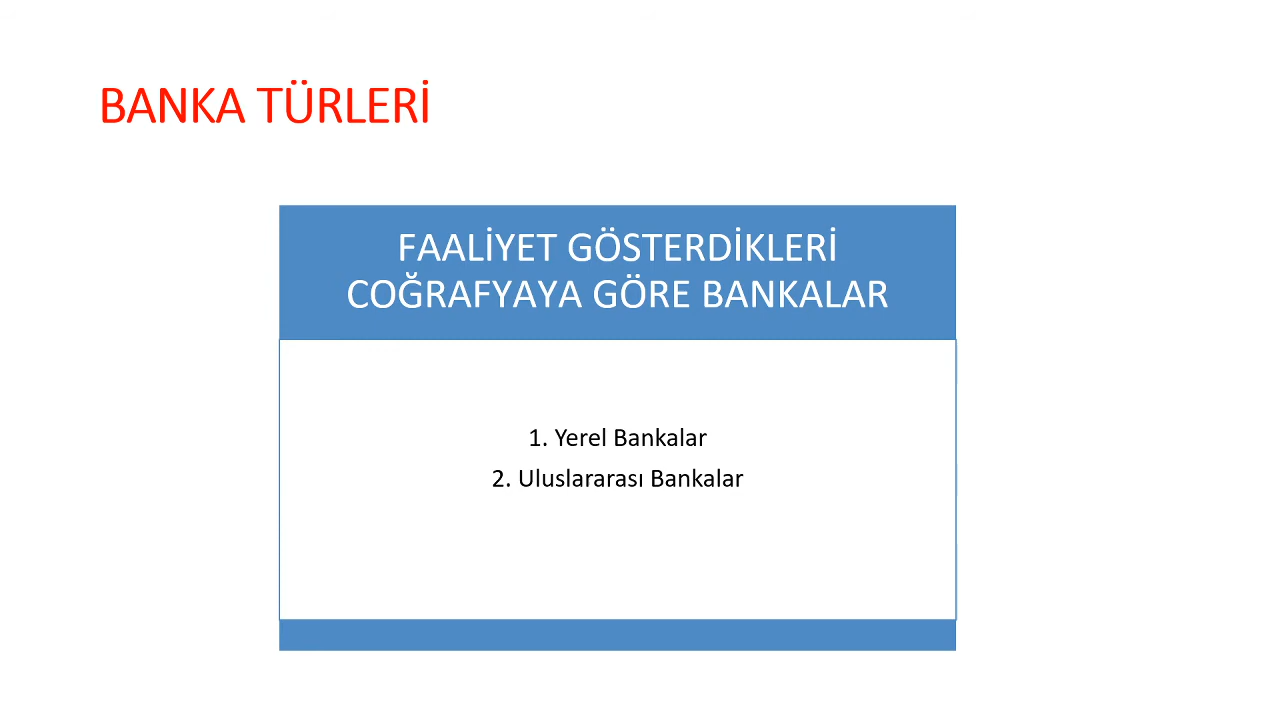 BANKA TÜRLERİ
FAALİYET GÖSTERDİKLERİ
COĞRAFYAYA GÖRE BANKALAR
1. Yerel Bankalar
2. Uluslararası Bankalar